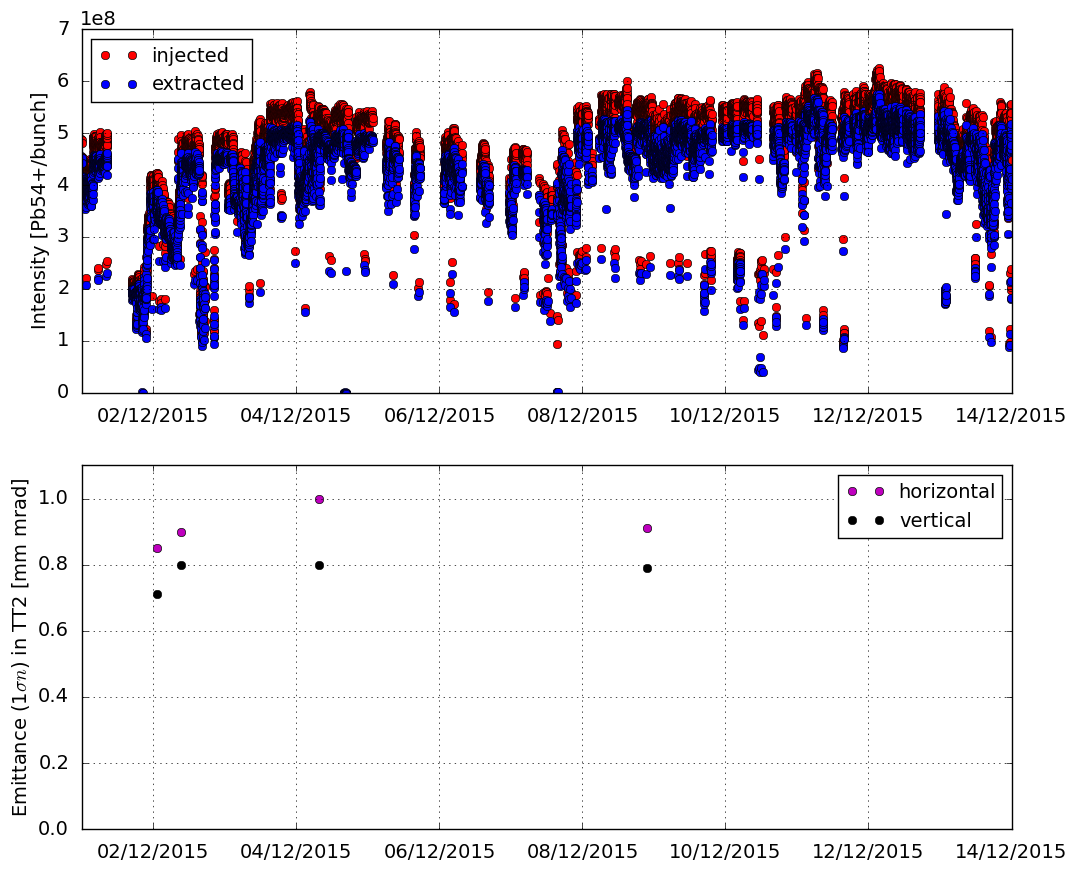 1e8
7
6
5
4
3
2
1
0
Intensity [Pb54+/bunch]
injected
extracted
02/12/2015 04/12/2015 06/12/2015 08/12/2015 10/12/2015 12/12/2015 14/12/2015
1.0
0.8
0.6
0.4
0.2
0.0
Emittance (1σn) in TT2 [mm mrad]
horizontal
vertical
02/12/2015 04/12/2015 06/12/2015 08/12/2015 10/12/2015 12/12/2015 14/12/2015